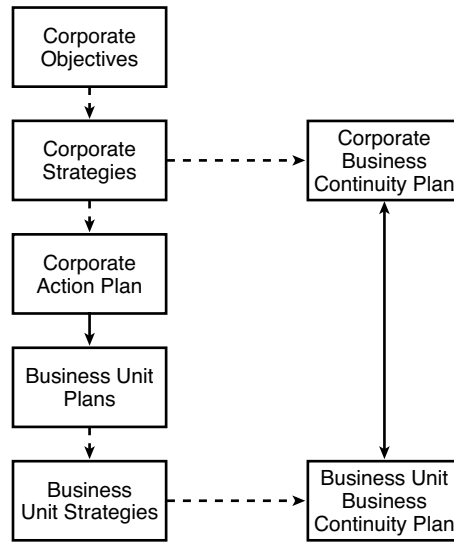 Corporate
Objectives
Corporate
Strategies
Corporate
Business
Continuity Plan
Corporate
Action Plan
Business Unit
Plans
Business
Unit Strategies
Business Unit
Business
Continuity Plan